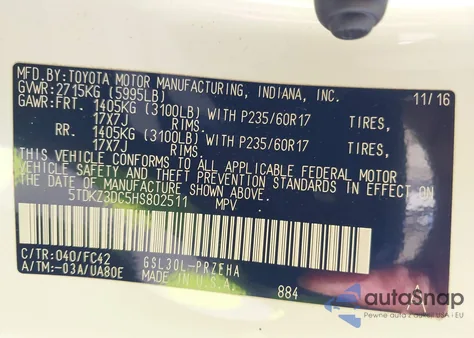 MFD. BY: TOYOTA MOTOR MANUFACTURING, INDIANA, INC.
GVWR: 2715KG (5995LB) 11/16
GAWR: FRT. 1405KG (3100LB) WITH P235/60R17 TIRES,
17X7J RIMS.
RR. 1405KG (3100LB) WITH P235/60R17 TIRES,
17X7J RIMS.
THIS VEHICLE CONFORMS TO ALL APPLICABLE FEDERAL MOTOR
VEHICLE SAFETY AND THEFT PREVENTION STANDARDS IN EFFECT
ON THE DATE OF MANUFACTURE SHOWN ABOVE.
5TDKZ3DC5HS802511 MPV
C/TR: 040/FC42 GSL30L-PRZEHA
A/TM: -03A/UA80E MADE IN U.S.A. 884
autoSnap
Pewne auta z aukcji USA i EU